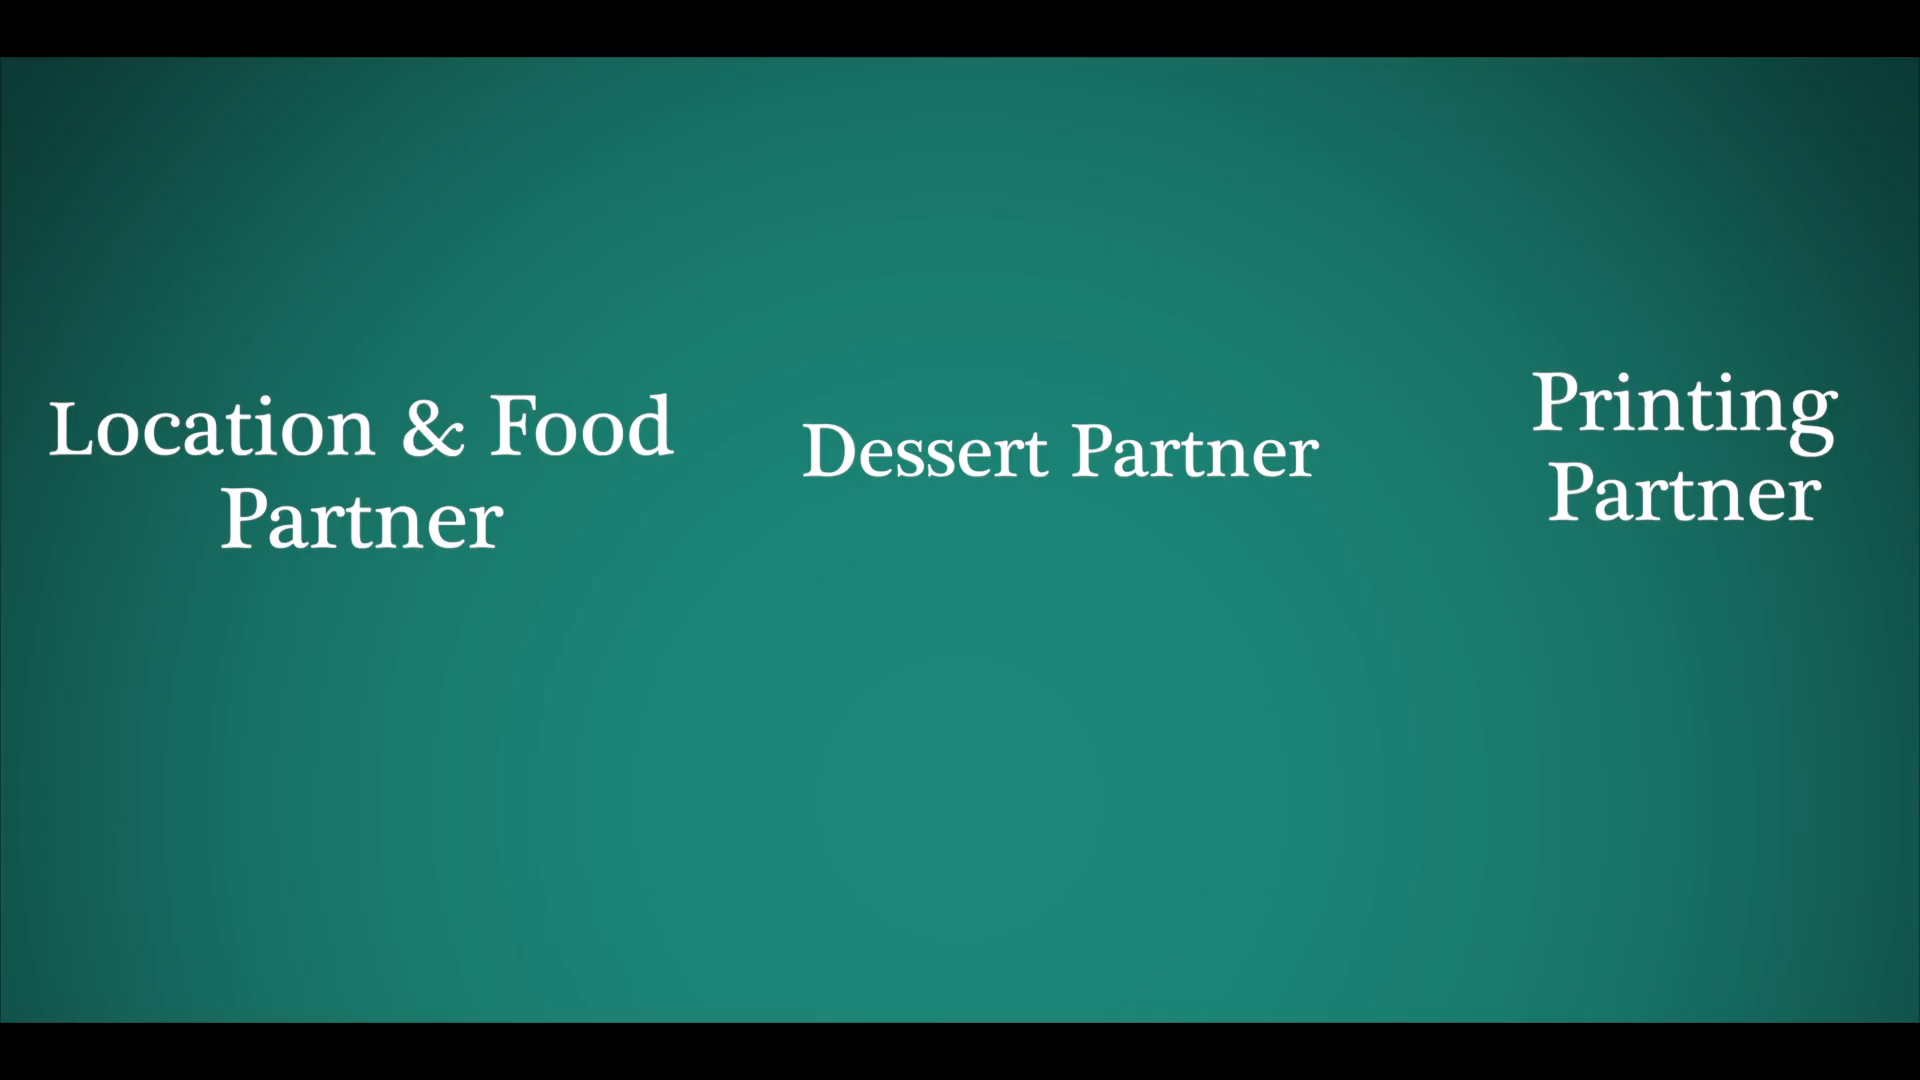 Location & Food
Partner
Dessert Partner
Printing
Partner